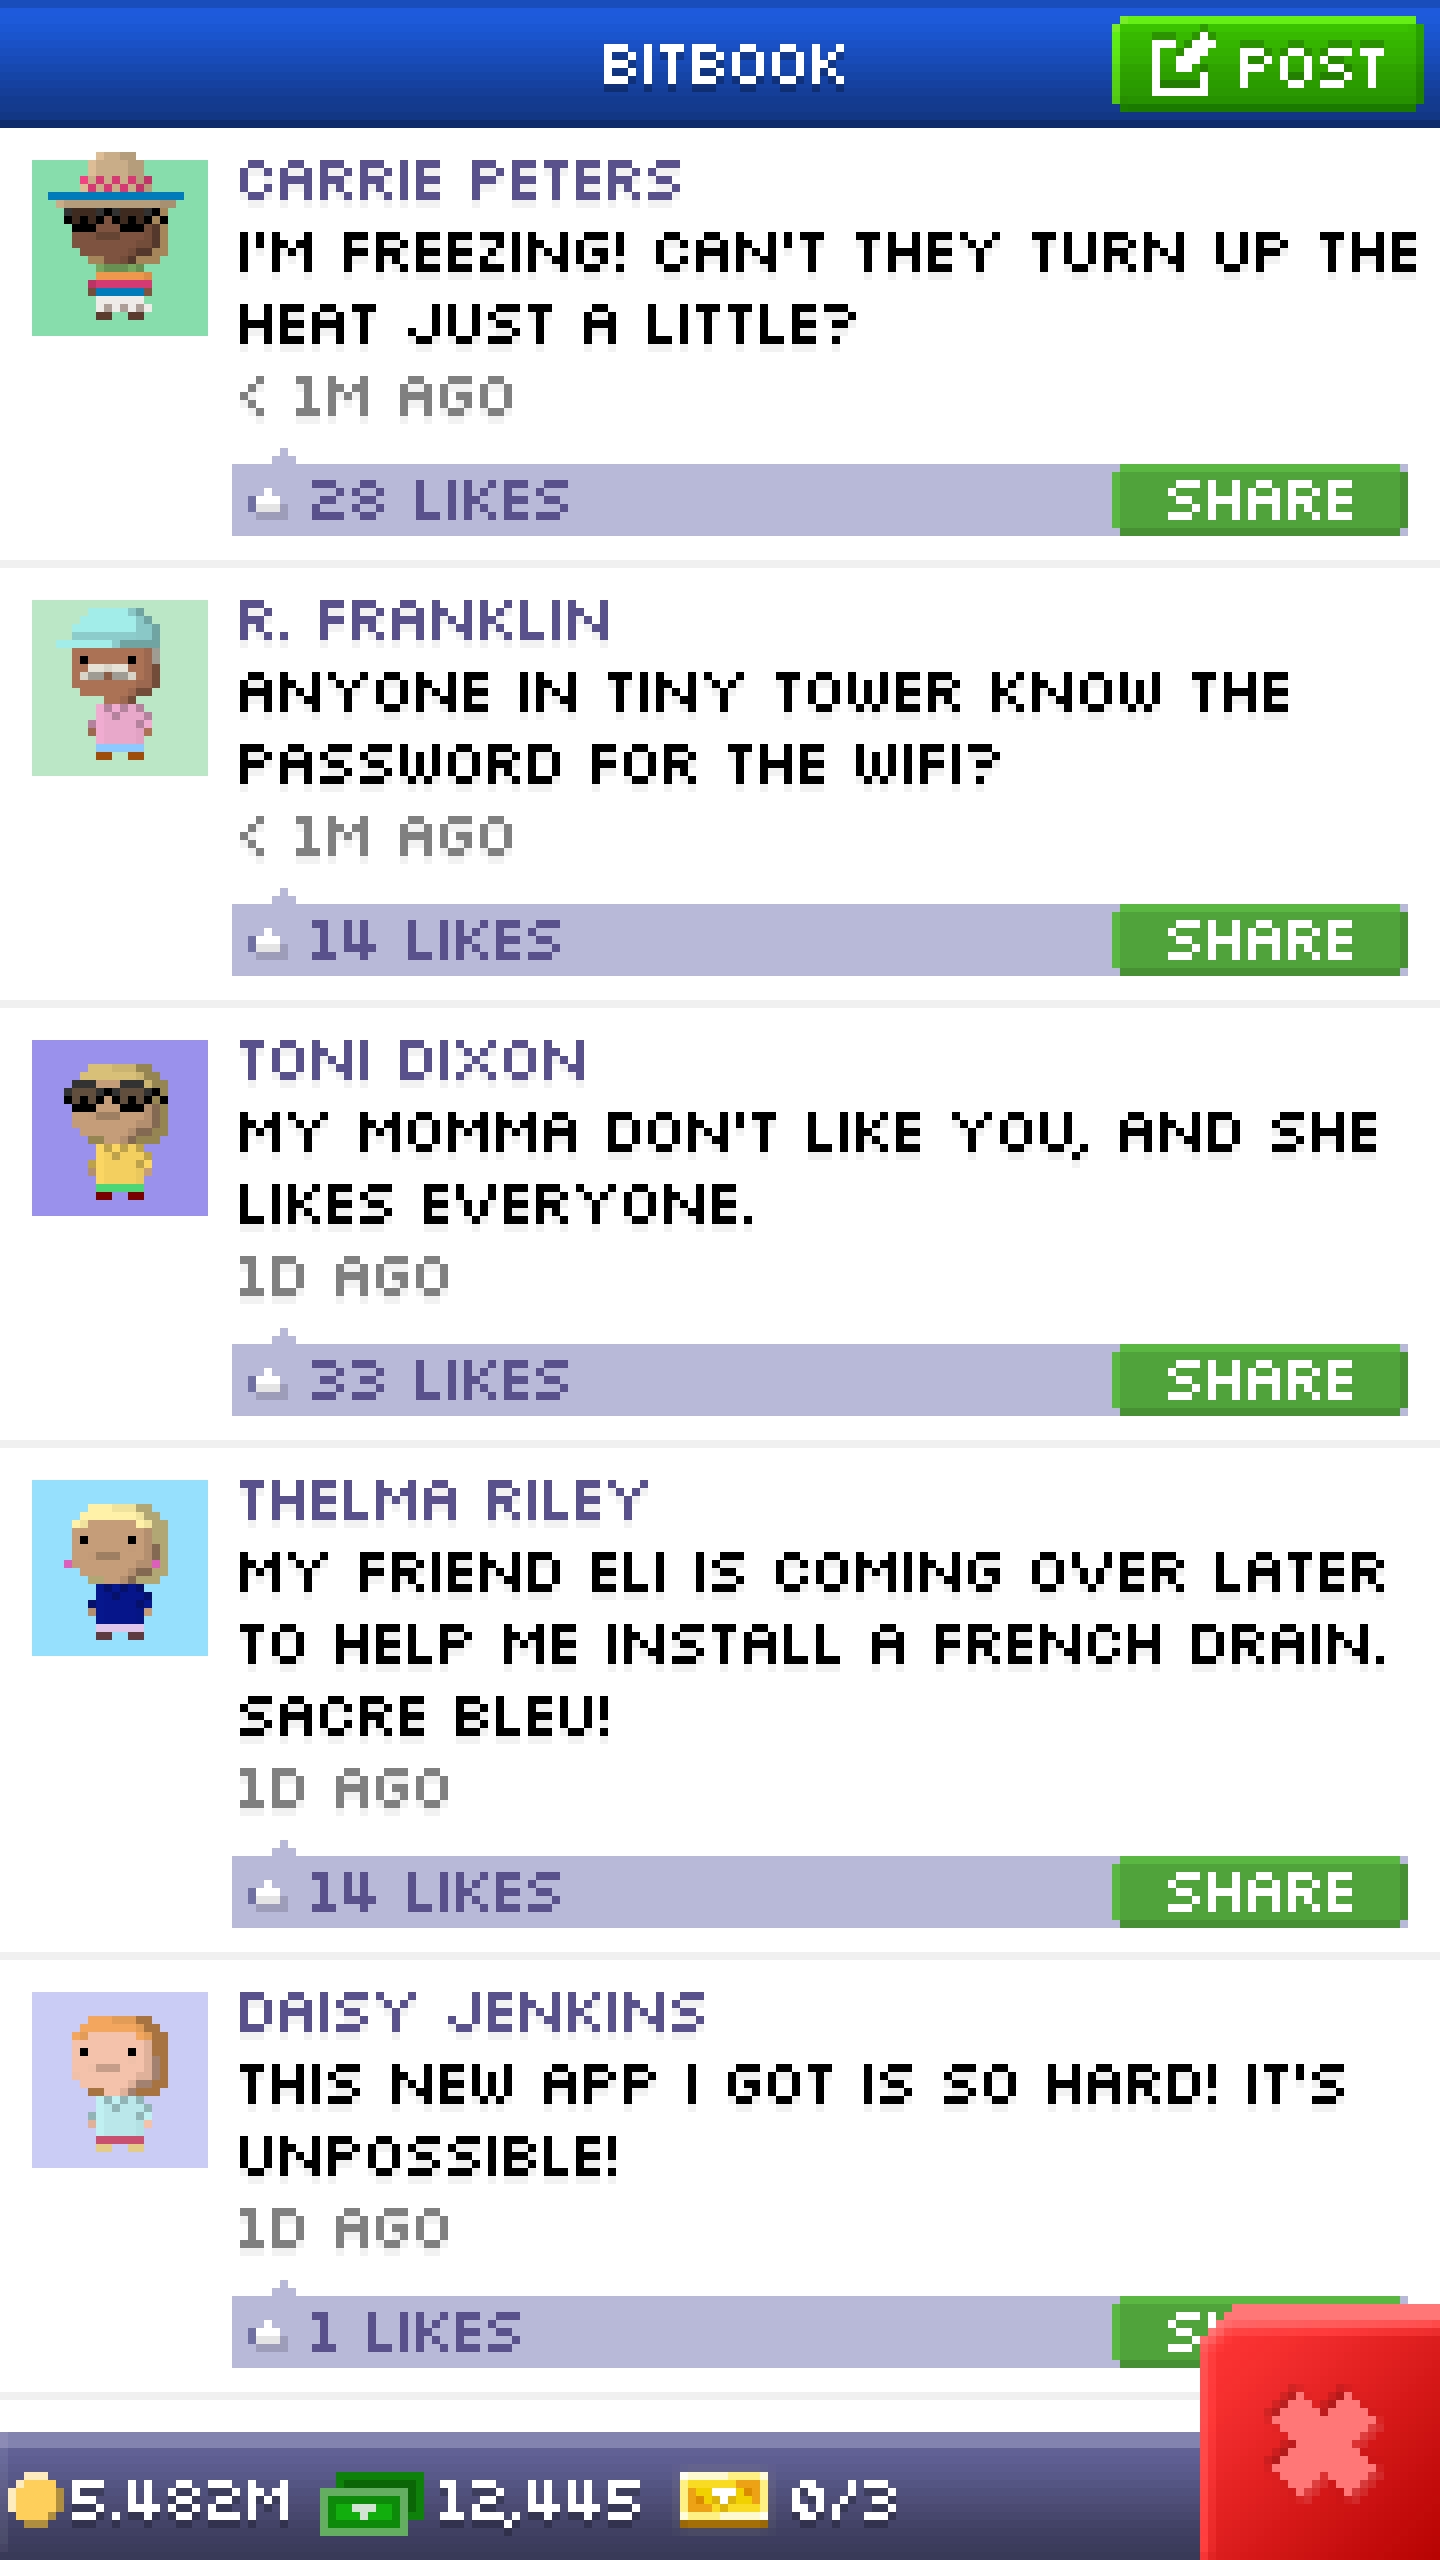 BITBOOK
POST
CARRIE PETERS
I'M FREEZING! CAN'T THEY TURN UP THE
HEAT JUST A LITTLE?
< 1M AGO
28 LIKES SHARE
R. FRANKLIN
ANYONE IN TINY TOWER KNOW THE
PASSWORD FOR THE WIFI?
< 1M AGO
14 LIKES SHARE
TONI DIXON
MY MOMMA DON'T LIKE YOU, AND SHE
LIKES EVERYONE.
1D AGO
33 LIKES SHARE
THELMA RILEY
MY FRIEND ELI IS COMING OVER LATER
TO HELP ME INSTALL A FRENCH DRAIN.
SACRE BLEU!
1D AGO
14 LIKES SHARE
DAISY JENKINS
THIS NEW APP I GOT IS SO HARD! IT'S
UNPOSSIBLE!
1D AGO
1 LIKES
5.482M 12,445 0/3